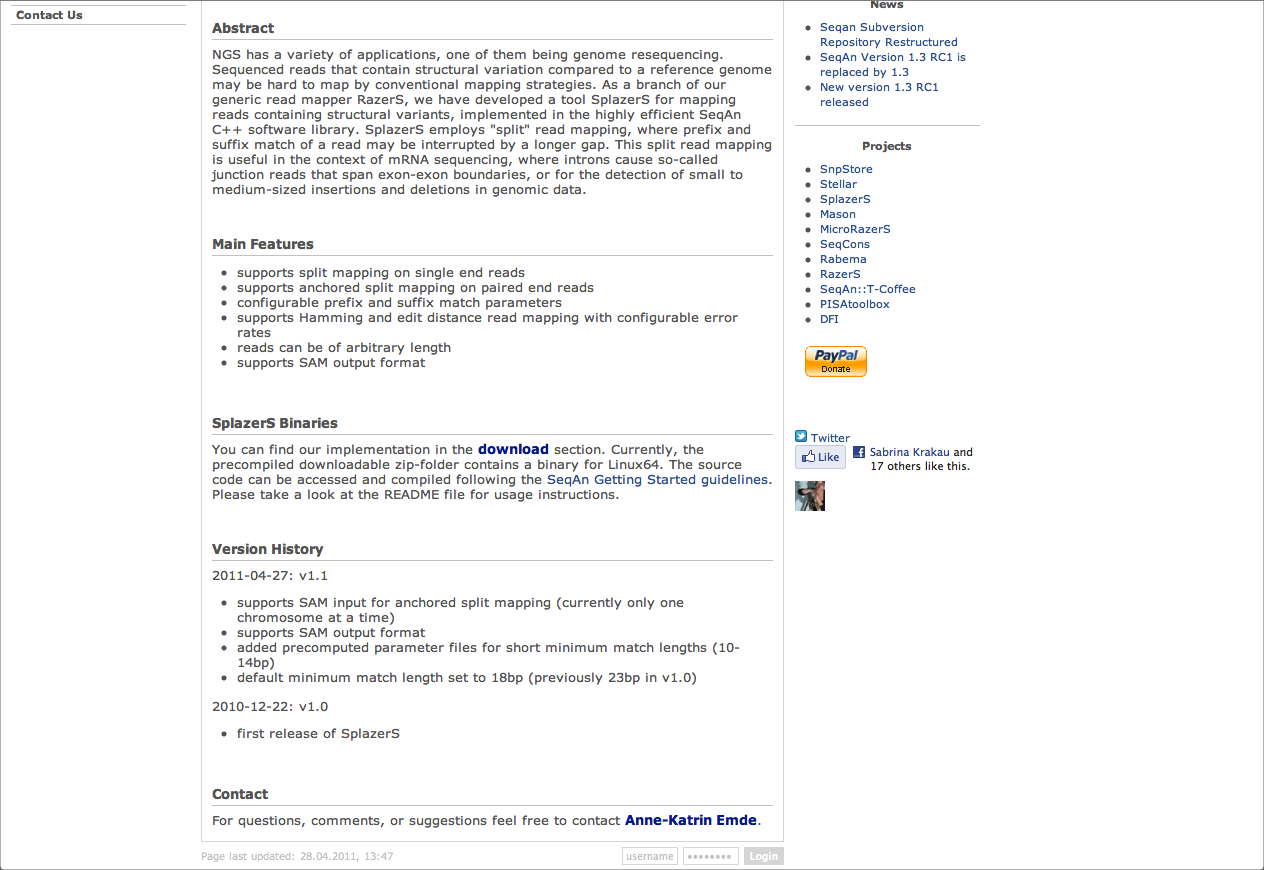 Contact Us
Abstract
NGS has a variety of applications, one of them being genome resequencing.
Sequenced reads that contain structural variation compared to a reference genome
may be hard to map by conventional mapping strategies. As a branch of our
generic read mapper RazerS, we have developed a tool SplazerS for mapping
reads containing structural variants, implemented in the highly efficient SeqAn
C++ software library. SplazerS employs "split" read mapping, where prefix and
suffix match of a read may be interrupted by a longer gap. This split read mapping
is useful in the context of mRNA sequencing, where introns cause so-called
junction reads that span exon-exon boundaries, or for the detection of small to
medium-sized insertions and deletions in genomic data.
Main Features
supports split mapping on single end reads
supports anchored split mapping on paired end reads
configurable prefix and suffix match parameters
supports Hamming and edit distance read mapping with configurable error
rates
reads can be of arbitrary length
supports SAM output format
SplazerS Binaries
You can find our implementation in the download section. Currently, the
precompiled downloadable zip-folder contains a binary for Linux64. The source
code can be accessed and compiled following the SeqAn Getting Started guidelines.
Please take a look at the README file for usage instructions.
Version History
2011-04-27: v1.1
supports SAM input for anchored split mapping (currently only one
chromosome at a time)
supports SAM output format
added precomputed parameter files for short minimum match lengths (10-
14bp)
default minimum match length set to 18bp (previously 23bp in v1.0)
2010-12-22: v1.0
first release of SplazerS
Contact
For questions, comments, or suggestions feel free to contact Anne-Katrin Emde.
Page last updated: 28.04.2011, 13:47
username
••••••••
Login
News
Seqan Subversion
Repository Restructured
SeqAn Version 1.3 RC1 is
replaced by 1.3
New version 1.3 RC1
released
Projects
SnpStore
Stellar
SplazerS
Mason
MicroRazerS
SeqCons
Rabema
RazerS
SeqAn::T-Coffee
PISAtoolbox
DFI
PayPal
Donate
Twitter
Like
Sabrina Krakau and
17 others like this.